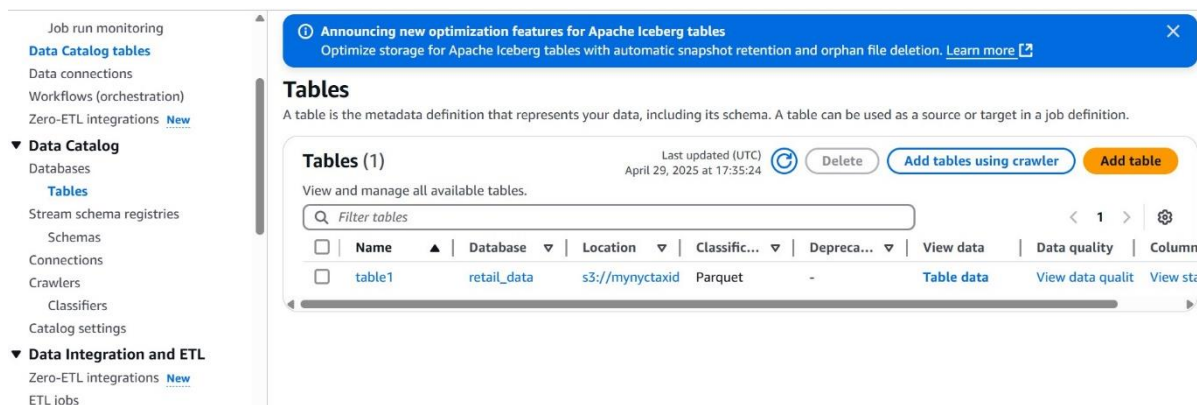 Job run monitoring
Data Catalog tables
Data connections
Workflows (orchestration)
Zero-ETL integrations New
Data Catalog
Databases
Tables
Stream schema registries
Schemas
Connections
Crawlers
Classifiers
Catalog settings
Data Integration and ETL
Zero-ETL integrations New
ETL jobs
Announcing new optimization features for Apache Iceberg tables
Optimize storage for Apache Iceberg tables with automatic snapshot retention and orphan file deletion. Learn more
Tables
A table is the metadata definition that represents your data, including its schema. A table can be used as a source or target in a job definition.
Tables (1)
Last updated (UTC)
April 29, 2025 at 17:35:24
Delete
Add tables using crawler
Add table
View and manage all available tables.
Filter tables
1
Name Database Location Classific... Depreca... View data Data quality Column
table1 retail_data s3://mynyctaxid Parquet - Table data View data qualit View sta